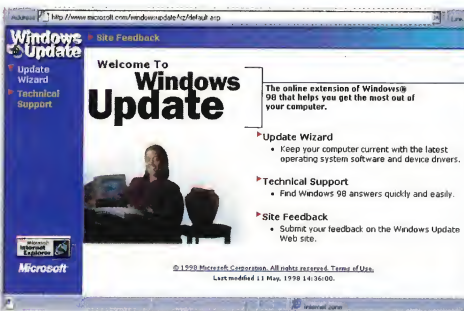 Address http://www.microsoft.com/windowsupdate/xz/default.asp
Windows Update
Site Feedback
Update Wizard
Technical Support
Microsoft Internet Explorer
Microsoft
Welcome To
Windows
Update
The online extension of Windows®
98 that helps you get the most out of
your computer.
Update Wizard
• Keep your computer current with the latest
operating system software and device drivers.
Technical Support
• Find Windows 98 answers quickly and easily.
Site Feedback
• Submit your feedback on the Windows Update
Web site.
© 1998 Microsoft Corporation. All rights reserved. Terms of Use.
Last modified 11 May, 1998 14:36:00.
Internet zone